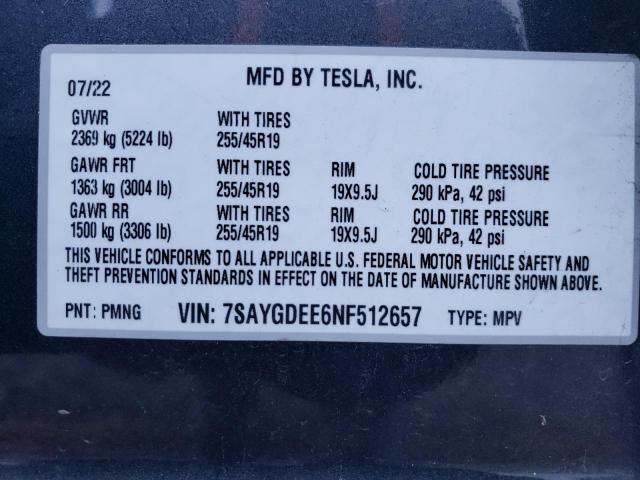 MFD BY TESLA, INC.
07/22
GVWR WITH TIRES
2369 kg (5224 lb) 255/45R19
GAWR FRT WITH TIRES RIM COLD TIRE PRESSURE
1363 kg (3004 lb) 255/45R19 19X9.5J 290 kPa, 42 psi
GAWR RR WITH TIRES RIM COLD TIRE PRESSURE
1500 kg (3306 lb) 255/45R19 19X9.5J 290 kPa, 42 psi
THIS VEHICLE CONFORMS TO ALL APPLICABLE U.S. FEDERAL MOTOR VEHICLE SAFETY AND
THEFT PREVENTION STANDARDS IN EFFECT ON THE DATE OF MANUFACTURE SHOWN ABOVE.
PNT: PMNG VIN: 7SAYGDEE6NF512657 TYPE: MPV